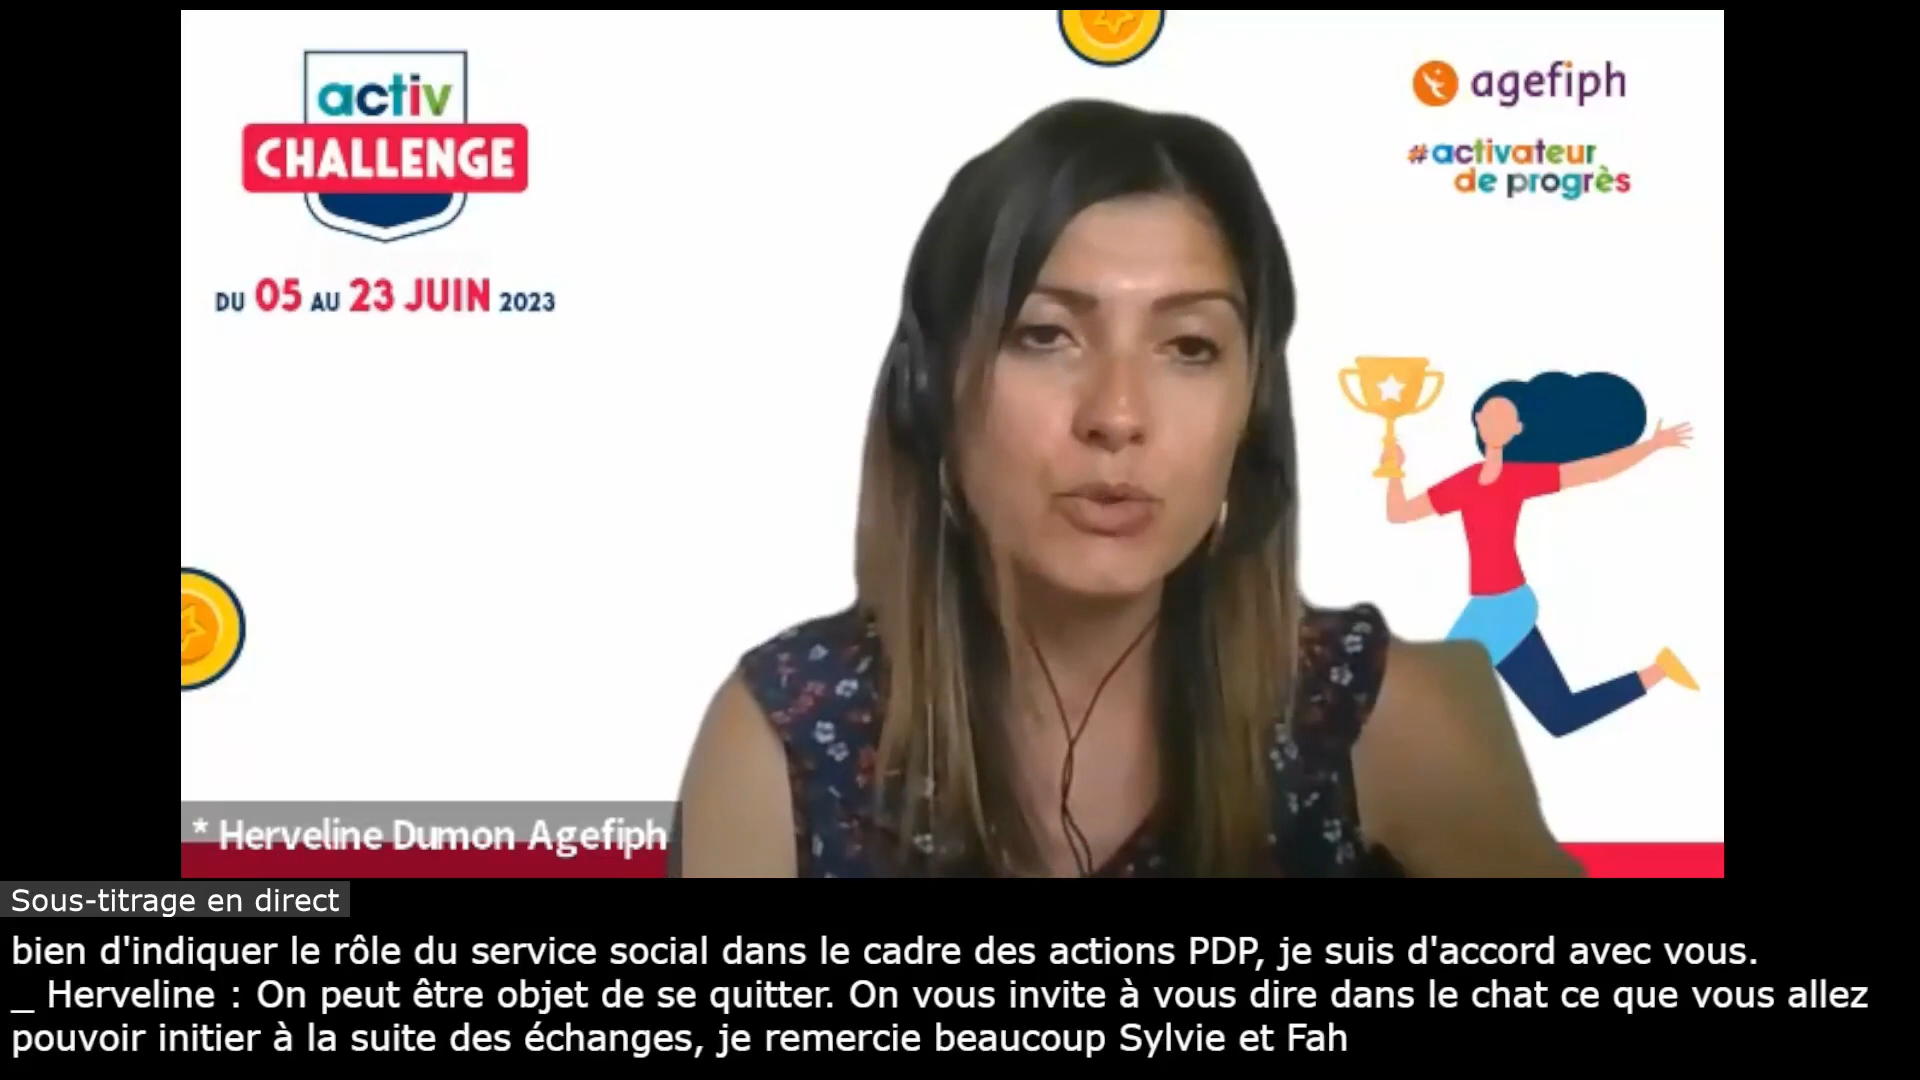 activ
CHALLENGE
DU 05 AU 23 JUIN 2023
agefiph
#activateur
de progrès
* Herveline Dumon Agefiph
Sous-titrage en direct
bien d'indiquer le rôle du service social dans le cadre des actions PDP, je suis d'accord avec vous.
_ Herveline : On peut être objet de se quitter. On vous invite à vous dire dans le chat ce que vous allez
pouvoir initier à la suite des échanges, je remercie beaucoup Sylvie et Fah